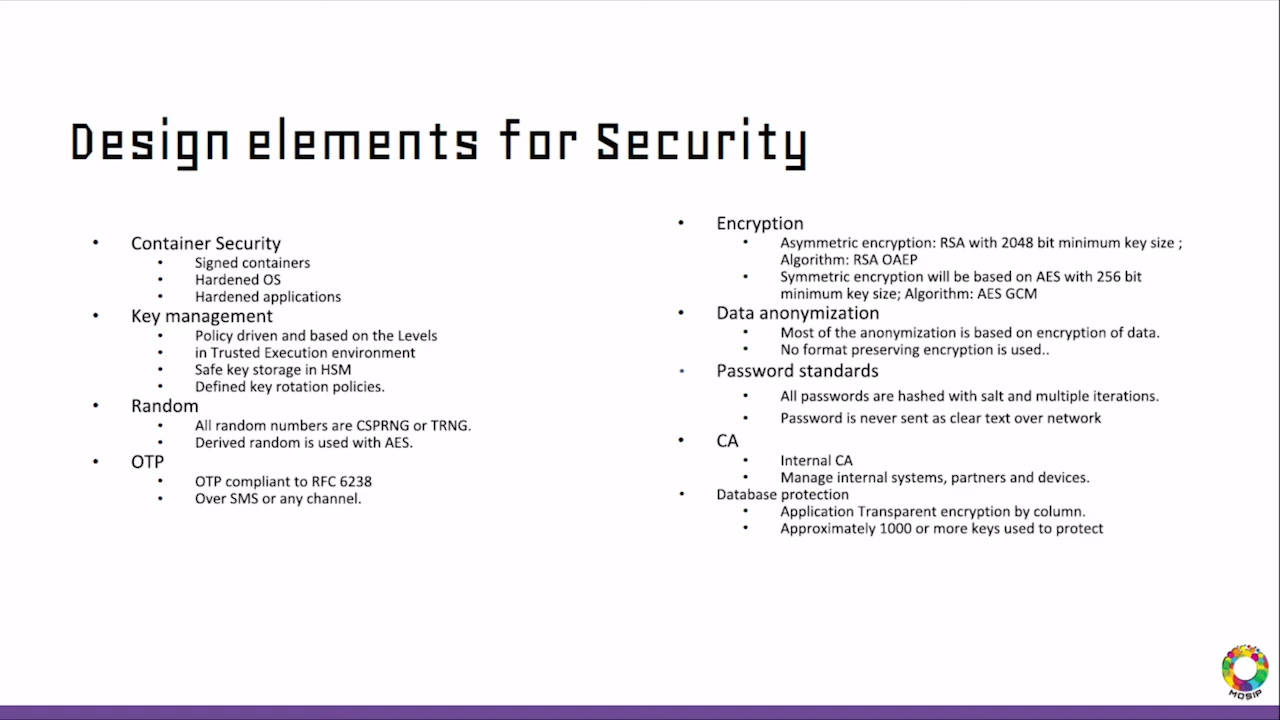 Design elements for Security
• Container Security
• Signed containers
• Hardened OS
• Hardened applications
• Key management
• Policy driven and based on the Levels
• in Trusted Execution environment
• Safe key storage in HSM
• Defined key rotation policies.
• Random
• All random numbers are CSPRNG or TRNG.
• Derived random is used with AES.
• OTP
• OTP compliant to RFC 6238
• Over SMS or any channel.
• Encryption
• Asymmetric encryption: RSA with 2048 bit minimum key size ;
Algorithm: RSA OAEP
• Symmetric encryption will be based on AES with 256 bit
minimum key size; Algorithm: AES GCM
• Data anonymization
• Most of the anonymization is based on encryption of data.
• No format preserving encryption is used..
• Password standards
• All passwords are hashed with salt and multiple iterations.
• Password is never sent as clear text over network
• CA
• Internal CA
• Manage internal systems, partners and devices.
• Database protection
• Application Transparent encryption by column.
• Approximately 1000 or more keys used to protect
MOSIP